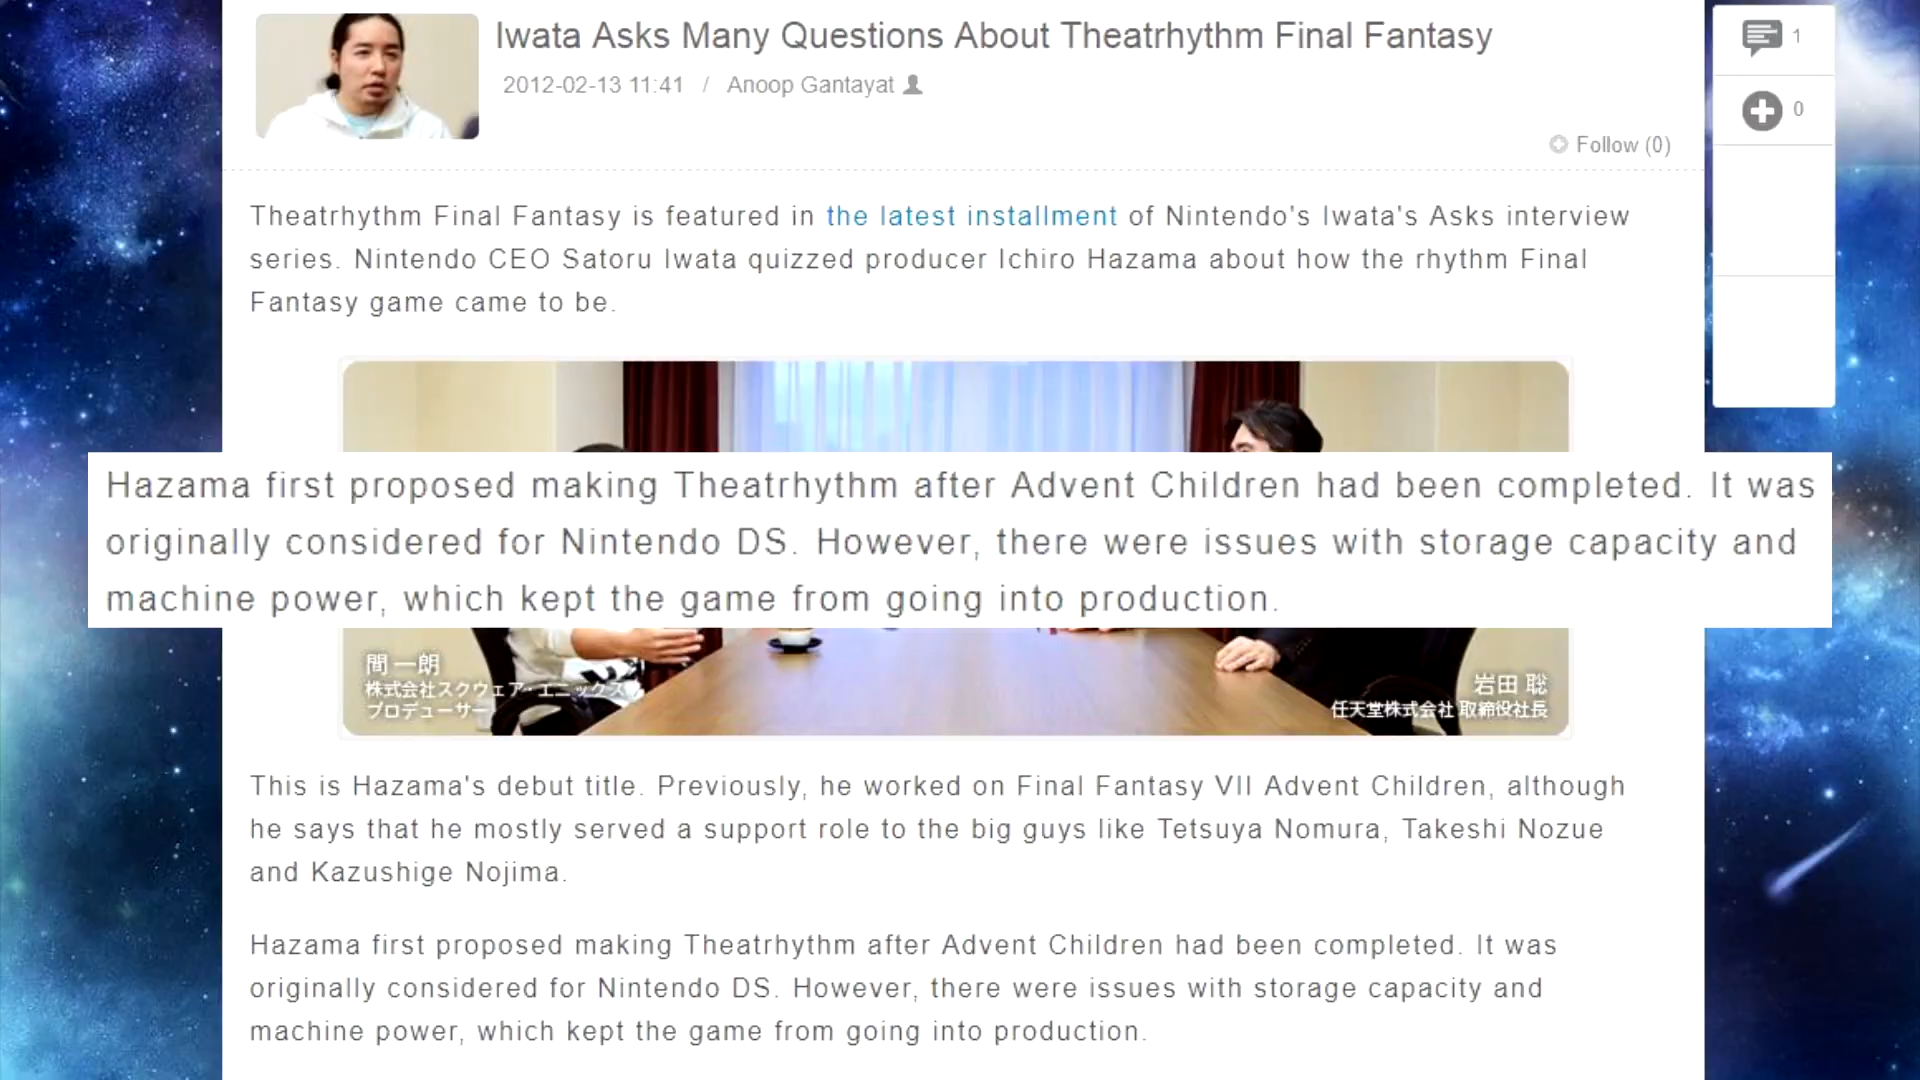 Iwata Asks Many Questions About Theatrhythm Final Fantasy
2012-02-13 11:41 / Anoop Gantayat
1
0
Follow (0)
Theatrhythm Final Fantasy is featured in the latest installment of Nintendo's Iwata's Asks interview
series. Nintendo CEO Satoru Iwata quizzed producer Ichiro Hazama about how the rhythm Final
Fantasy game came to be.
Hazama first proposed making Theatrhythm after Advent Children had been completed. It was
originally considered for Nintendo DS. However, there were issues with storage capacity and
machine power, which kept the game from going into production.
間 一朗
株式会社スクウェア・エニックス
プロデューサー
岩田 聡
任天堂株式会社 取締役社長
This is Hazama's debut title. Previously, he worked on Final Fantasy VII Advent Children, although
he says that he mostly served a support role to the big guys like Tetsuya Nomura, Takeshi Nozue
and Kazushige Nojima.
Hazama first proposed making Theatrhythm after Advent Children had been completed. It was
originally considered for Nintendo DS. However, there were issues with storage capacity and
machine power, which kept the game from going into production.